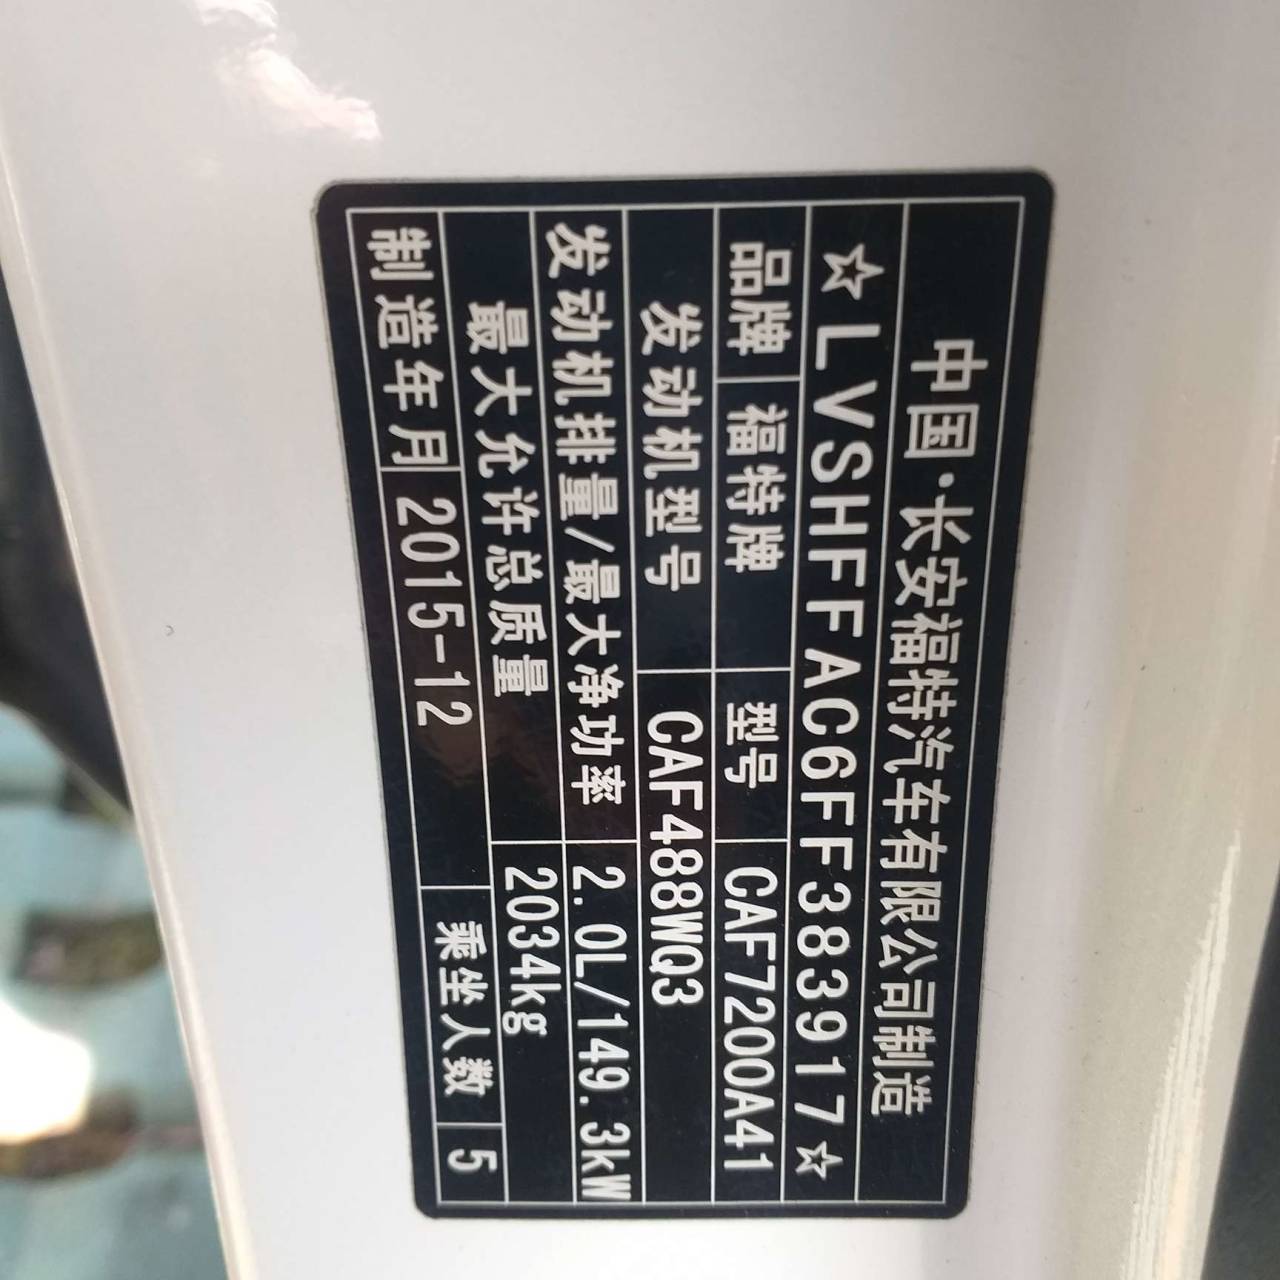 中国·长安福特汽车有限公司制造
☆LVSHFFAC6FF383917☆
品牌 福特牌 型号 CAF7200A41
发动机型号 CAF488WQ3
发动机排量/最大净功率 2.0L/149.3kW
最大允许总质量 2034kg
制造年月 2015-12 乘坐人数 5